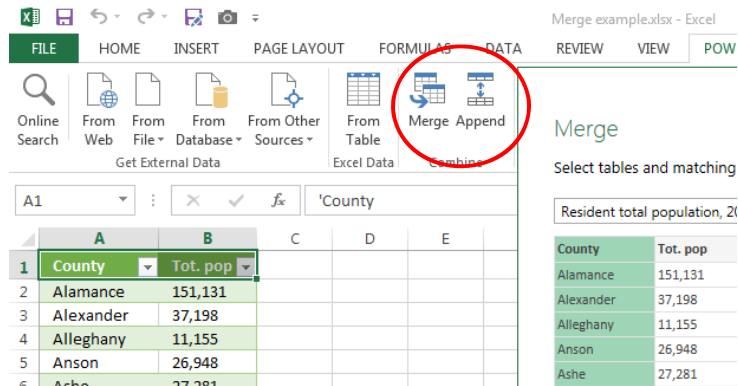 Merge example.xlsx - Excel
FILE HOME INSERT PAGE LAYOUT FORMULAS DATA REVIEW VIEW POW
Online Search
From Web
From File
From Database
From Other Sources
From Table
Merge
Append
Get External Data
Excel Data
Combine
A1
fx
'County
A B C D E
1 County Tot. pop
2 Alamance 151,131
3 Alexander 37,198
4 Alleghany 11,155
5 Anson 26,948
6 Ashe 27,281
Merge
Select tables and matching
Resident total population, 20
County Tot. pop
Alamance 151,131
Alexander 37,198
Alleghany 11,155
Anson 26,948
Ashe 27,281